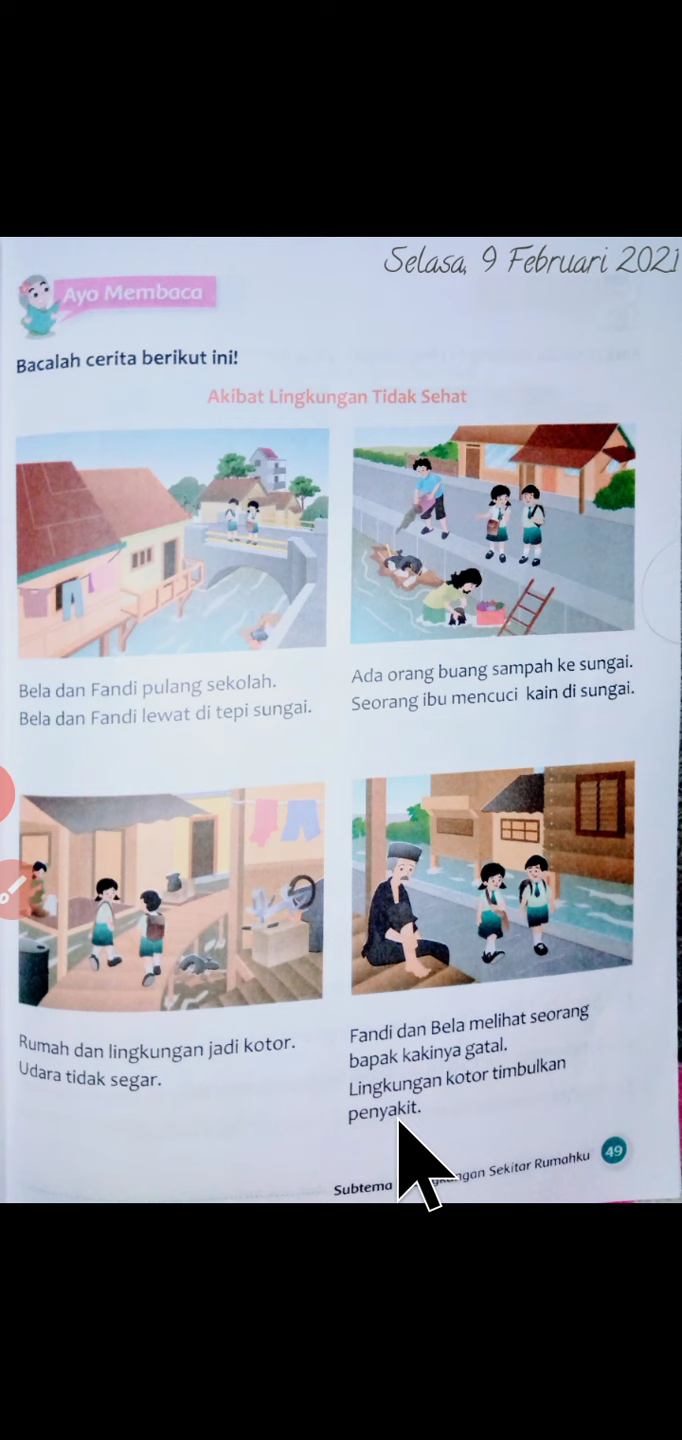 Selasa, 9 Februari 2021
Ayo Membaca
Bacalah cerita berikut ini!
Akibat Lingkungan Tidak Sehat
Bela dan Fandi pulang sekolah.
Bela dan Fandi lewat di tepi sungai.
Ada orang buang sampah ke sungai.
Seorang ibu mencuci kain di sungai.
Rumah dan lingkungan jadi kotor.
Udara tidak segar.
Fandi dan Bela melihat seorang
bapak kakinya gatal.
Lingkungan kotor timbulkan
penyakit.
Subtema Sekitar Rumahku 49